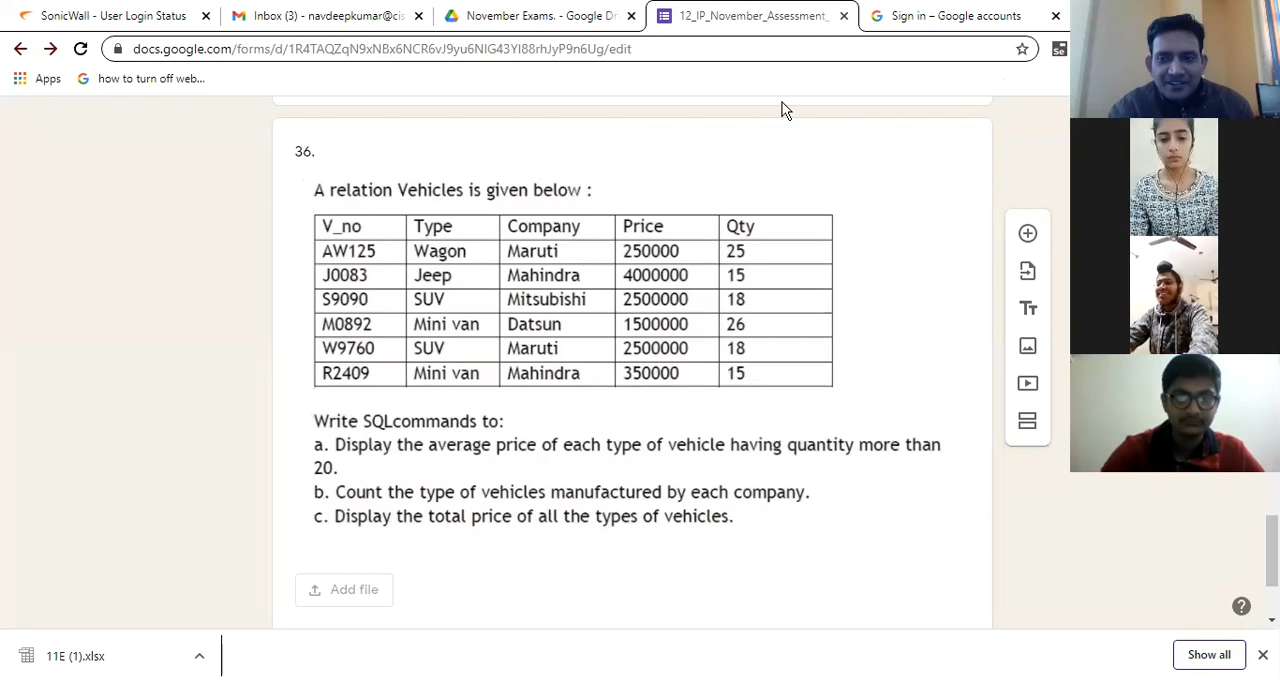 SonicWall - User Login Status
Inbox (3) - navdeepkumar@cis
November Exams. - Google Dr
12_IP_November_Assessment_
Sign in – Google accounts
docs.google.com/forms/d/1R4TAQZqN9xNBx6NCR6vJ9yu6NIG43YI88rhJyP9n6Ug/edit
Se
Apps
how to turn off web...
36.
A relation Vehicles is given below :
V_no Type Company Price Qty
AW125 Wagon Maruti 250000 25
J0083 Jeep Mahindra 4000000 15
S9090 SUV Mitsubishi 2500000 18
M0892 Mini van Datsun 1500000 26
W9760 SUV Maruti 2500000 18
R2409 Mini van Mahindra 350000 15
Write SQLcommands to:
a. Display the average price of each type of vehicle having quantity more than
20.
b. Count the type of vehicles manufactured by each company.
c. Display the total price of all the types of vehicles.
Add file
11E (1).xlsx
Show all